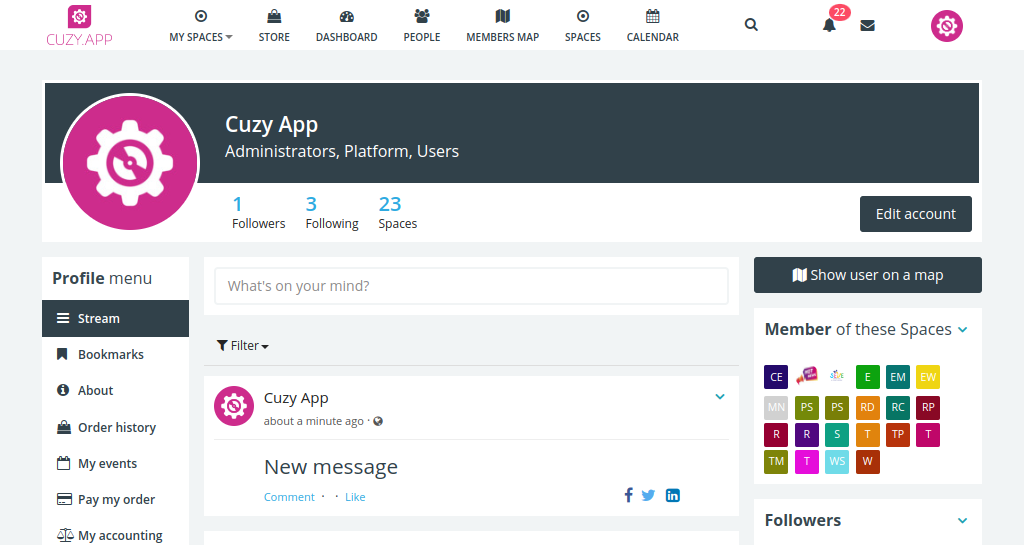 CUZY.APP
MY SPACES
STORE
DASHBOARD
PEOPLE
MEMBERS MAP
SPACES
CALENDAR
22
Cuzy App
Administrators, Platform, Users
1
Followers
3
Following
23
Spaces
Edit account
Profile menu
Stream
Bookmarks
About
Order history
My events
Pay my order
My accounting
What's on your mind?
Filter
Cuzy App
about a minute ago ·
New message
Comment · · Like
Show user on a map
Member of these Spaces
CE E EM EW
MN PS PS RD RC RP
R R S T TP T
TM T WS W
Followers